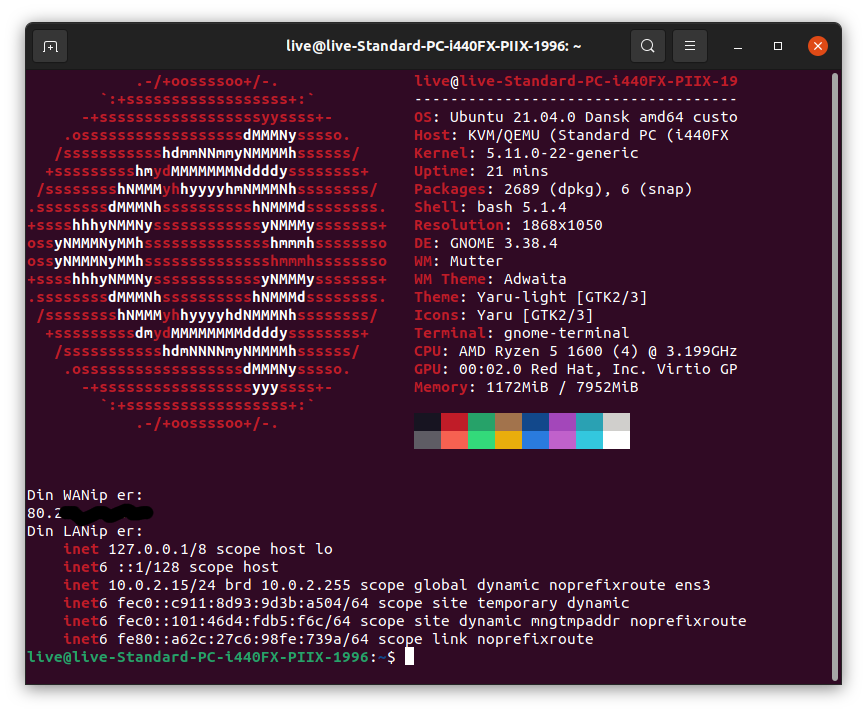 live@live-Standard-PC-i440FX-PIIX-1996: ~
.-/+oossssoo+/-. live@live-Standard-PC-i440FX-PIIX-19
`:+ssssssssssssssssss+:` ------------------------------------
-+ssssssssssssssssssyyssss+- OS: Ubuntu 21.04.0 Dansk amd64 custo
.ossssssssssssssssssdMMMNysssso. Host: KVM/QEMU (Standard PC (i440FX
/ssssssssssshdmmNNmmyNMMMMhssssss/ Kernel: 5.11.0-22-generic
+ssssssssshmydMMMMMMMNddddyssssssss+ Uptime: 21 mins
/sssssssshNMMMyhhyyyyhmNMMMNhssssssss/ Packages: 2689 (dpkg), 6 (snap)
.ssssssssdMMMNhsssssssssshNMMMdssssssss. Shell: bash 5.1.4
+sssshhhyNMMNyssssssssssssyNMMMysssssss+ Resolution: 1868x1050
ossyNMMMNyMMhsssssssssssssshmmmhssssssso DE: GNOME 3.38.4
ossyNMMMNyMMhsssssssssssssshmmmhssssssso WM: Mutter
+sssshhhyNMMNyssssssssssssyNMMMysssssss+ WM Theme: Adwaita
.ssssssssdMMMNhsssssssssshNMMMdssssssss. Theme: Yaru-light [GTK2/3]
/sssssssshNMMMyhhyyyyhdNMMMNhssssssss/ Icons: Yaru [GTK2/3]
+sssssssssdmydMMMMMMMMddddyssssssss+ Terminal: gnome-terminal
/ssssssssssshdmNNNNmyNMMMMhssssss/ CPU: AMD Ryzen 5 1600 (4) @ 3.199GHz
.ossssssssssssssssssdMMMNysssso. GPU: 00:02.0 Red Hat, Inc. Virtio GP
-+sssssssssssssssssyyyssss+- Memory: 1172MiB / 7952MiB
`:+ssssssssssssssssss+:`
.-/+oossssoo+/-.
Din WANip er:
80.2
Din LANip er:
inet 127.0.0.1/8 scope host lo
inet6 ::1/128 scope host
inet 10.0.2.15/24 brd 10.0.2.255 scope global dynamic noprefixroute ens3
inet6 fec0::c911:8d93:9d3b:a504/64 scope site temporary dynamic
inet6 fec0::101:46d4:fdb5:f6c/64 scope site dynamic mngtmpaddr noprefixroute
inet6 fe80::a62c:27c6:98fe:739a/64 scope link noprefixroute
live@live-Standard-PC-i440FX-PIIX-1996:~$